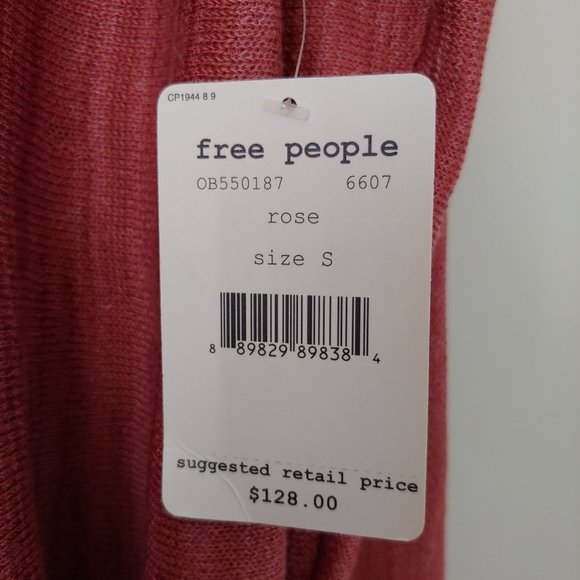 CP1944 8 9
free people
OB550187 6607
rose
size S
8 89829 89838 4
suggested retail price
$128.00